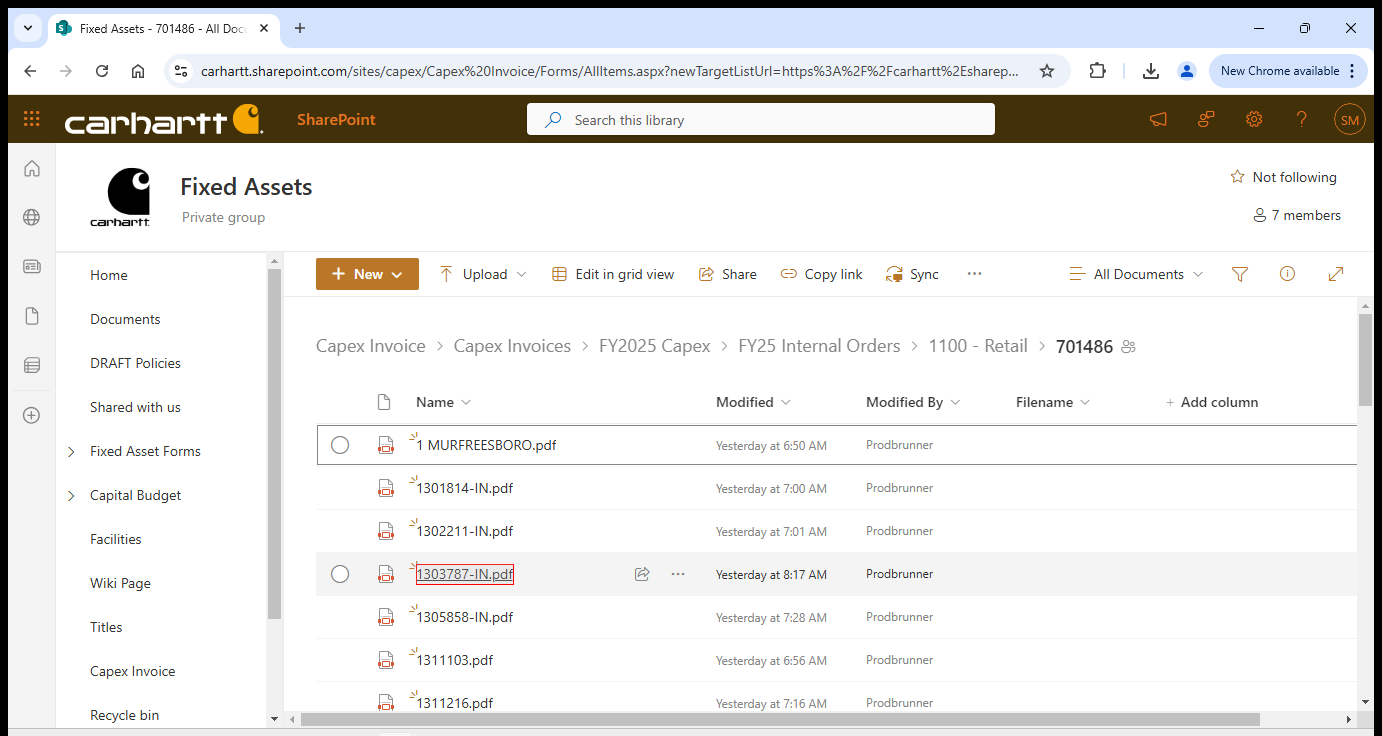 Fixed Assets - 701486 - All Doc
carhartt.sharepoint.com/sites/capex/Capex%20Invoice/Forms/AllItems.aspx?newTargetListUrl=https%3A%2F%2Fcarhartt%2Esharep...
New Chrome available
carhartt
SharePoint
Search this library
SM
carhartt
Fixed Assets
Private group
Not following
7 members
Home
Documents
DRAFT Policies
Shared with us
Fixed Asset Forms
Capital Budget
Facilities
Wiki Page
Titles
Capex Invoice
Recycle bin
New
Upload
Edit in grid view
Share
Copy link
Sync
All Documents
Capex Invoice > Capex Invoices > FY2025 Capex > FY25 Internal Orders > 1100 - Retail > 701486
Name Modified Modified By Filename + Add column
1 MURFREESBORO.pdf Yesterday at 6:50 AM Prodbrunner
1301814-IN.pdf Yesterday at 7:00 AM Prodbrunner
1302211-IN.pdf Yesterday at 7:01 AM Prodbrunner
1303787-IN.pdf Yesterday at 8:17 AM Prodbrunner
1305858-IN.pdf Yesterday at 7:28 AM Prodbrunner
1311103.pdf Yesterday at 6:56 AM Prodbrunner
1311216.pdf Yesterday at 7:16 AM Prodbrunner